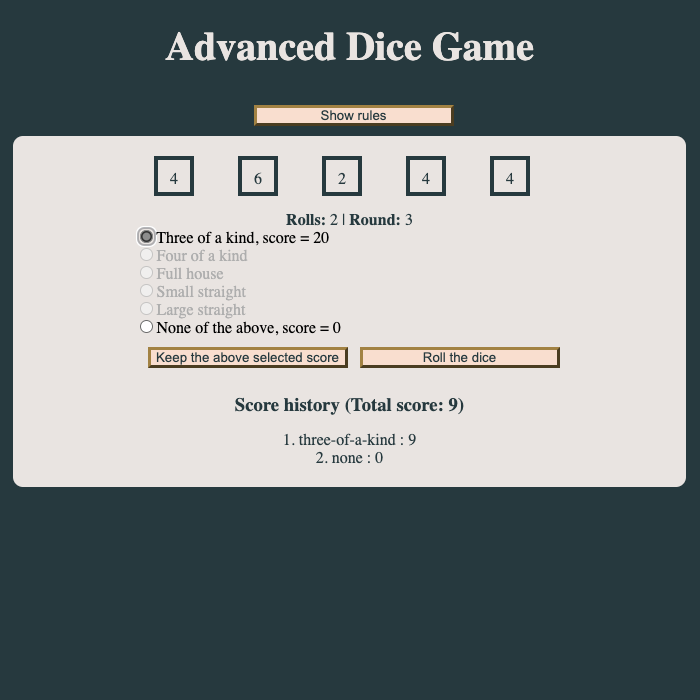 Advanced Dice Game
Show rules
4 6 2 4 4
Rolls: 2 | Round: 3
Three of a kind, score = 20
Four of a kind
Full house
Small straight
Large straight
None of the above, score = 0
Keep the above selected score Roll the dice
Score history (Total score: 9)
1. three-of-a-kind : 9
2. none : 0